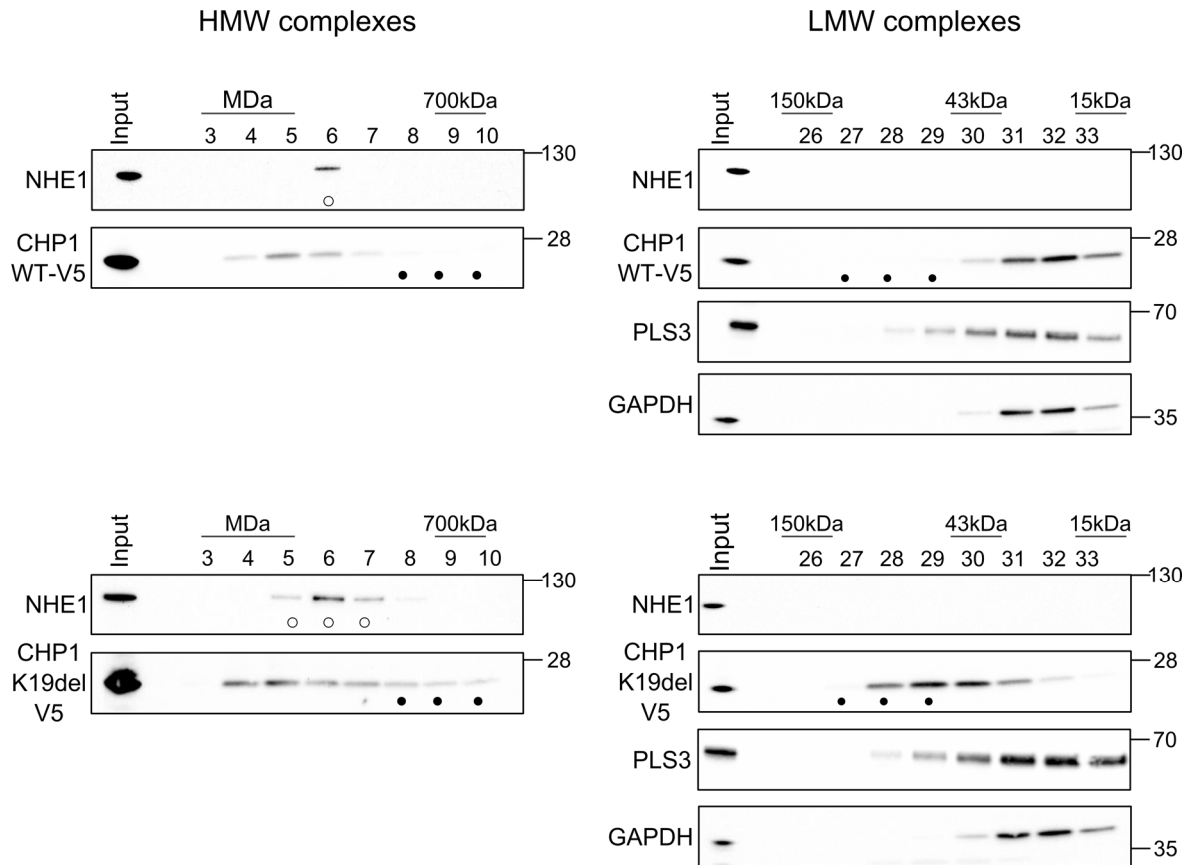 HMW complexes
LMW complexes
Input
MDa
700kDa
3 4 5 6 7 8 9 10
NHE1
130
CHP1
WT-V5
28
Input
150kDa
43kDa
15kDa
26 27 28 29 30 31 32 33
NHE1
130
CHP1
WT-V5
28
PLS3
70
GAPDH
35
Input
MDa
700kDa
3 4 5 6 7 8 9 10
NHE1
130
CHP1
K19del
V5
28
Input
150kDa
43kDa
15kDa
26 27 28 29 30 31 32 33
NHE1
130
CHP1
K19del
V5
28
PLS3
70
GAPDH
35